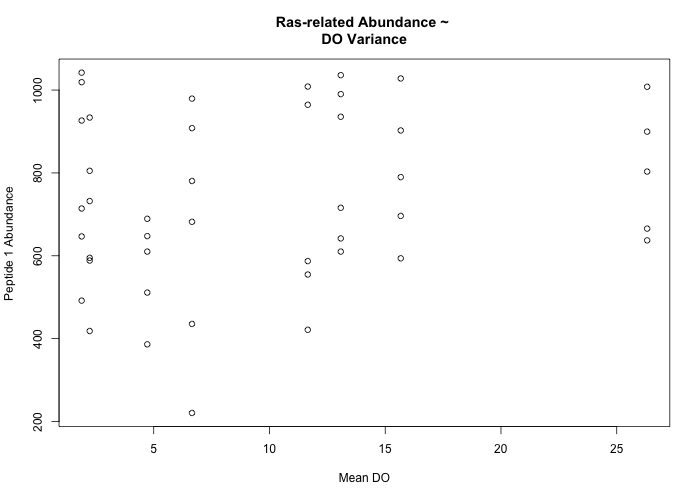 Ras-related Abundance ~
DO Variance
1000
800
600
400
200
Peptide 1 Abundance
5 10 15 20 25
Mean DO